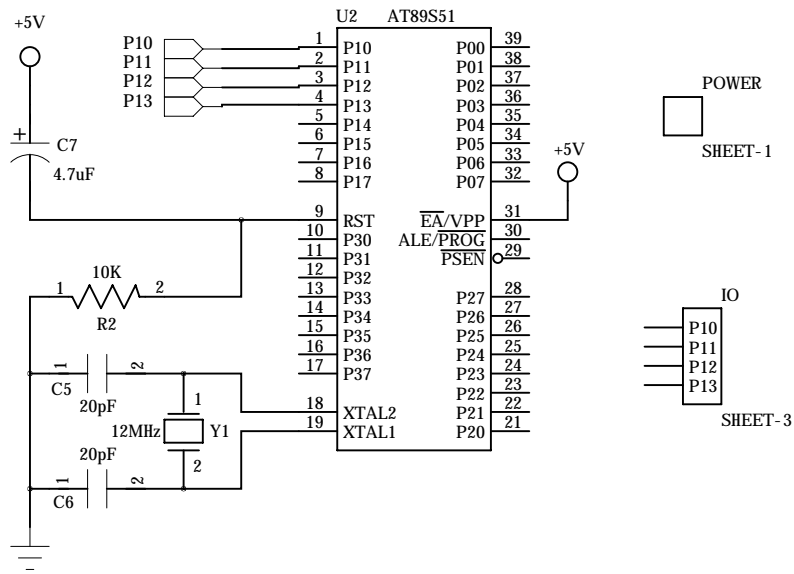 +5V
U2 AT89S51
P10
P11
P12
P13
1 P10 P00 39
2 P11 P01 38
3 P12 P02 37
4 P13 P03 36
5 P14 P04 35
6 P15 P05 34
7 P16 P06 33
8 P17 P07 32
+
C7
4.7uF
+5V
POWER
SHEET-1
9 RST EA/VPP 31
10 P30 ALE/PROG 30
11 P31 PSEN 29
12 P32
13 P33 P27 28
14 P34 P26 27
15 P35 P25 26
16 P36 P24 25
17 P37 P23 24
P22 23
18 XTAL2 P21 22
19 XTAL1 P20 21
10K
1 2
R2
1 2
C5
20pF
1
12MHz Y1
2
20pF
1 2
C6
IO
P10
P11
P12
P13
SHEET-3